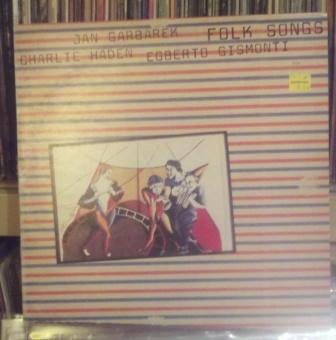 JAN GARBAREK FOLK SONGS
CHARLIE HADEN EGBERTO GISMONTI